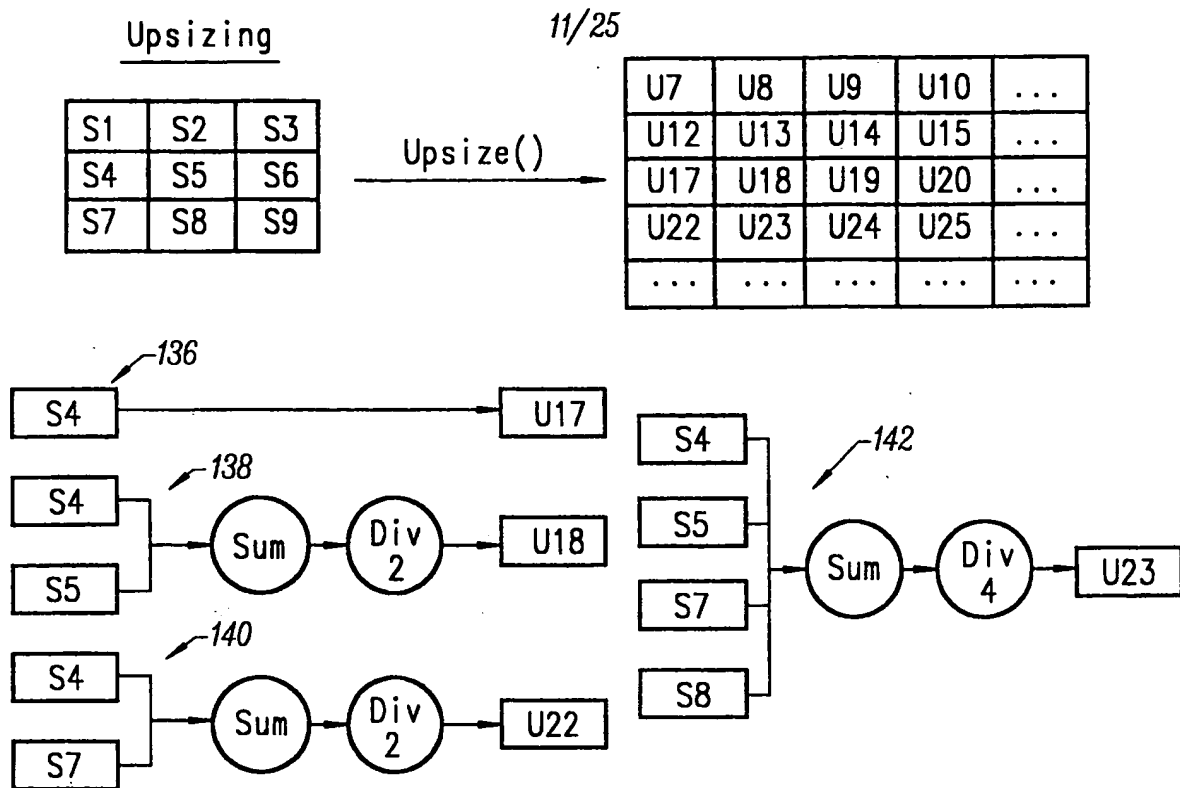 Upsizing
11/25
S1 S2 S3
S4 S5 S6
S7 S8 S9
Upsize()
U7 U8 U9 U10 ...
U12 U13 U14 U15 ...
U17 U18 U19 U20 ...
U22 U23 U24 U25 ...
... ... ... ... ...
136
S4 U17
138
S4
S5
Sum
Div 2
U18
140
S4
S7
Sum
Div 2
U22
142
S4
S5
S7
S8
Sum
Div 4
U23